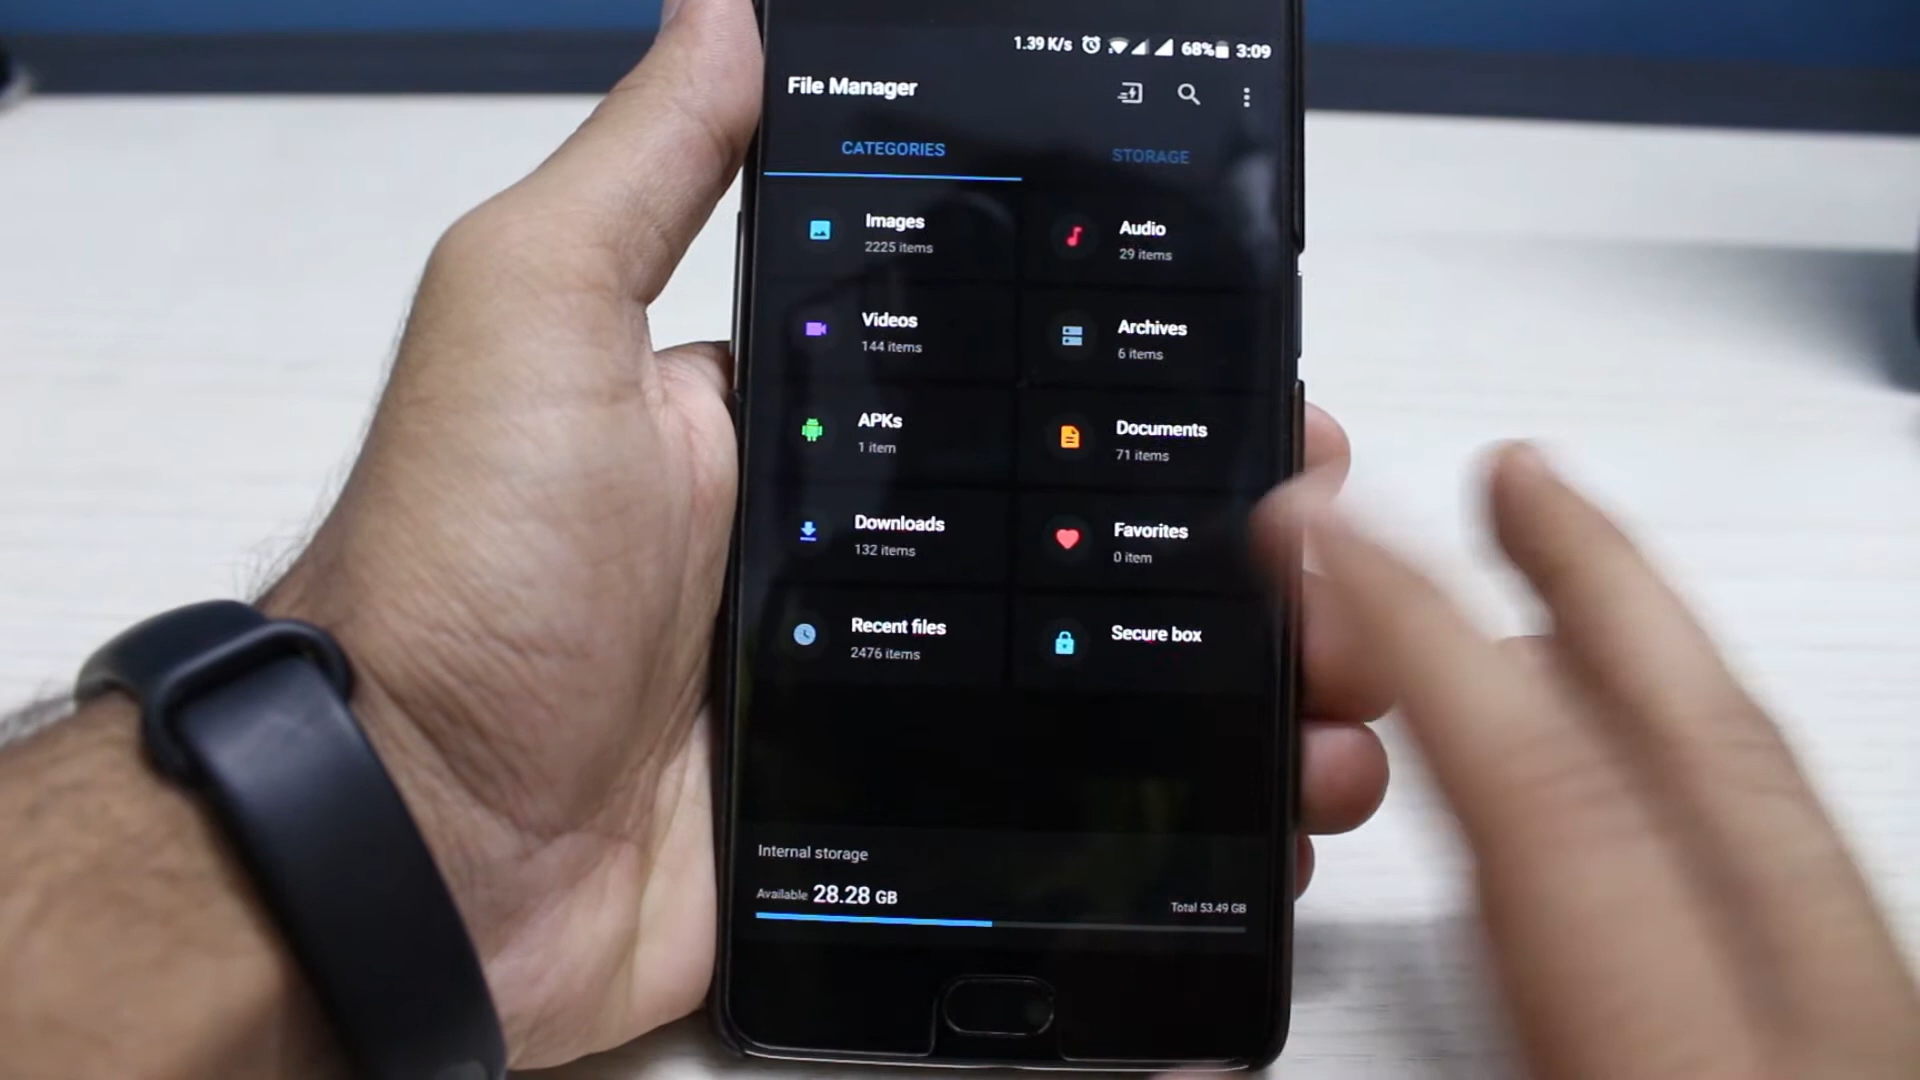 1.39 K/s 68% 3:09
File Manager
CATEGORIES STORAGE
Images Audio
2225 items 29 items
Videos Archives
144 items 6 items
APKs Documents
1 item 71 items
Downloads Favorites
132 items 0 item
Recent files Secure box
2476 items
Internal storage
Available 28.28 GB Total 53.49 GB